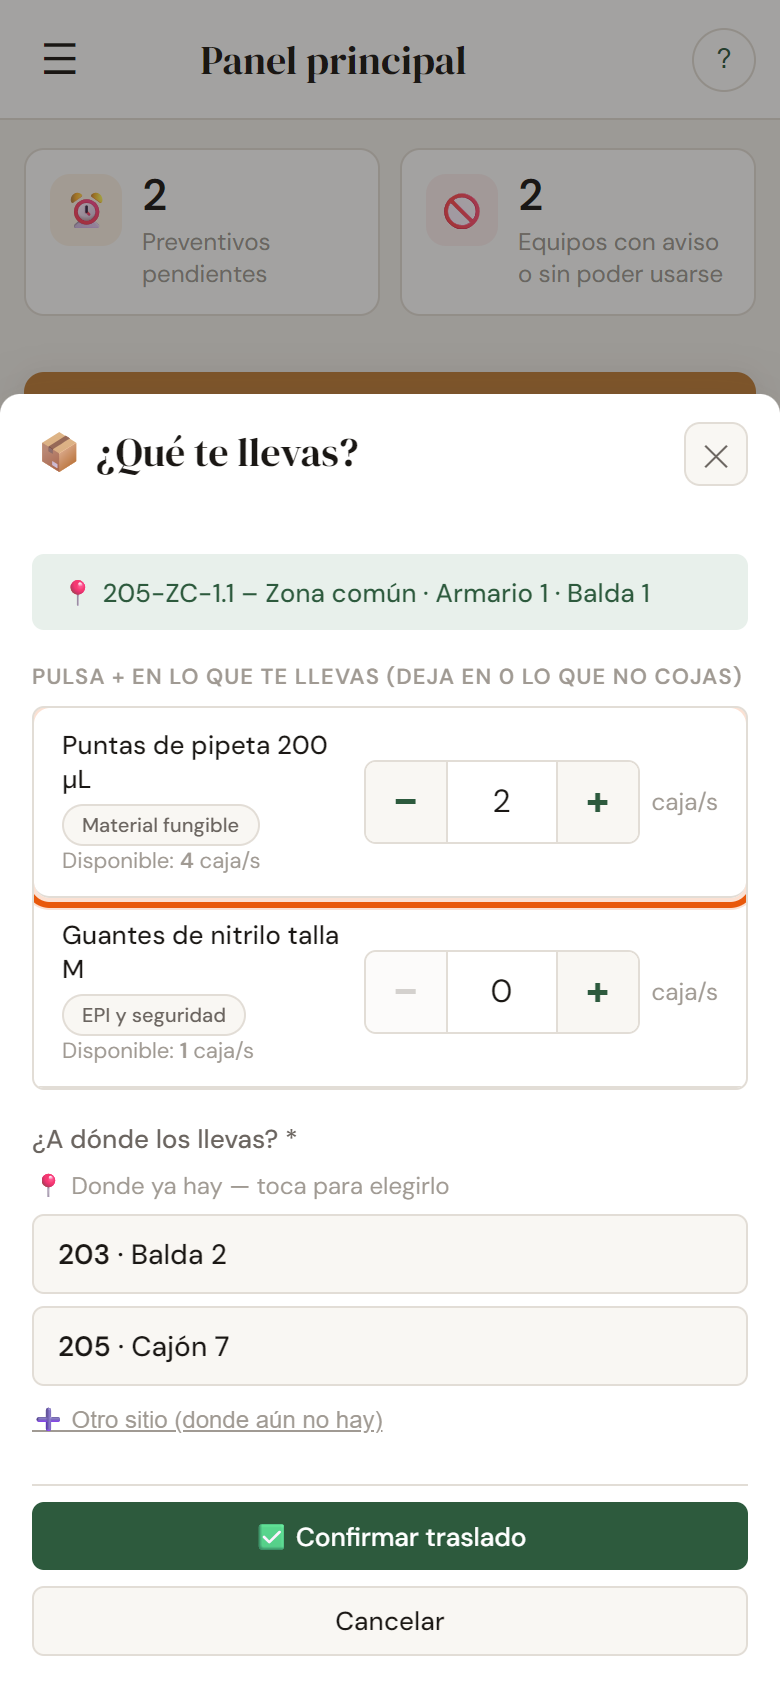 Panel principal
?
2
Preventivos
pendientes
2
Equipos con aviso
o sin poder usarse
¿Qué te llevas?
205-ZC-1.1 – Zona común · Armario 1 · Balda 1
PULSA + EN LO QUE TE LLEVAS (DEJA EN 0 LO QUE NO COJAS)
Puntas de pipeta 200
µL
Material fungible
Disponible: 4 caja/s
− 2 + caja/s
Guantes de nitrilo talla
M
EPI y seguridad
Disponible: 1 caja/s
− 0 + caja/s
¿A dónde los llevas? *
Donde ya hay — toca para elegirlo
203 · Balda 2
205 · Cajón 7
Otro sitio (donde aún no hay)
Confirmar traslado
Cancelar